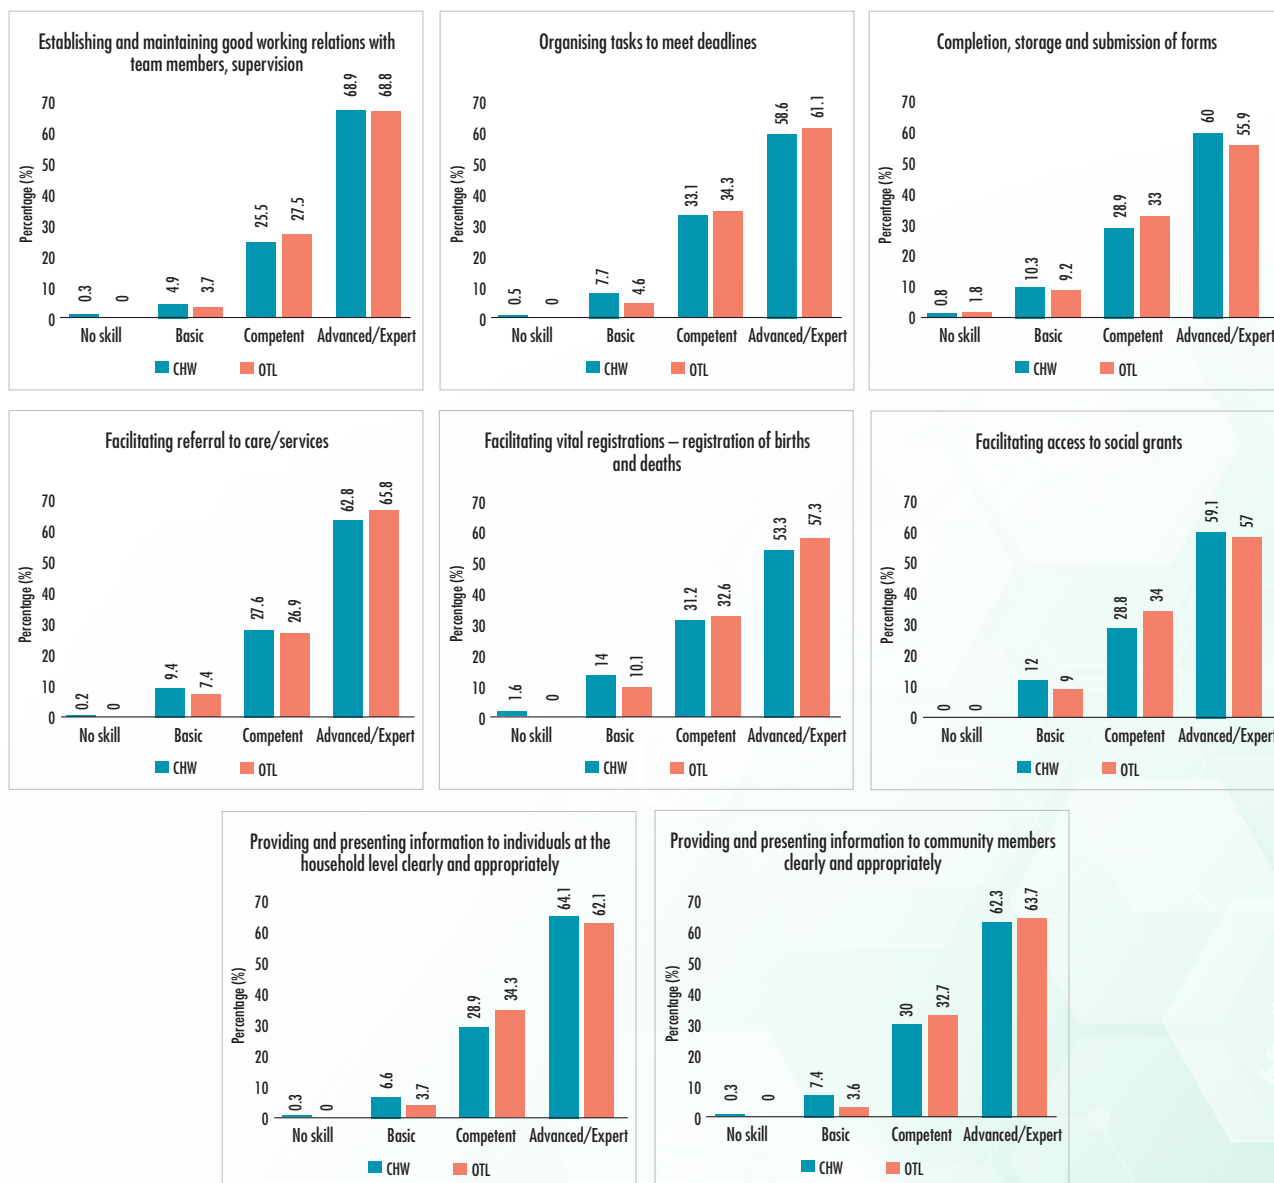 Establishing and maintaining good working relations with
team members, supervision
Percentage (%)
70
60
50
40
30
20
10
0
0.3
0
4.9
3.7
25.5
27.5
68.9
68.8
No skill
Basic
Competent
Advanced/Expert
CHW
OTL
Organising tasks to meet deadlines
Percentage (%)
70
60
50
40
30
20
10
0
0.5
0
7.7
4.6
33.1
34.3
58.6
61.1
No skill
Basic
Competent
Advanced/Expert
CHW
OTL
Completion, storage and submission of forms
Percentage (%)
70
60
50
40
30
20
10
0
0.8
1.8
10.3
9.2
28.9
33
60
55.9
No skill
Basic
Competent
Advanced/Expert
CHW
OTL
Facilitating referral to care/services
Percentage (%)
70
60
50
40
30
20
10
0
0.2
0
9.4
7.4
27.6
26.9
62.8
65.8
No skill
Basic
Competent
Advanced/Expert
CHW
OTL
Facilitating vital registrations – registration of births
and deaths
Percentage (%)
70
60
50
40
30
20
10
0
1.6
0
14
10.1
31.2
32.6
53.3
57.3
No skill
Basic
Competent
Advanced/Expert
CHW
OTL
Facilitating access to social grants
Percentage (%)
70
60
50
40
30
20
10
0
0
0
12
9
28.8
34
59.1
57
No skill
Basic
Competent
Advanced/Expert
CHW
OTL
Providing and presenting information to individuals at the
household level clearly and appropriately
Percentage (%)
70
60
50
40
30
20
10
0
0.3
0
6.6
3.7
28.9
34.3
64.1
62.1
No skill
Basic
Competent
Advanced/Expert
CHW
OTL
Providing and presenting information to community members
clearly and appropriately
Percentage (%)
70
60
50
40
30
20
10
0
0.3
0
7.4
3.6
30
32.7
62.3
63.7
No skill
Basic
Competent
Advanced/Expert
CHW
OTL